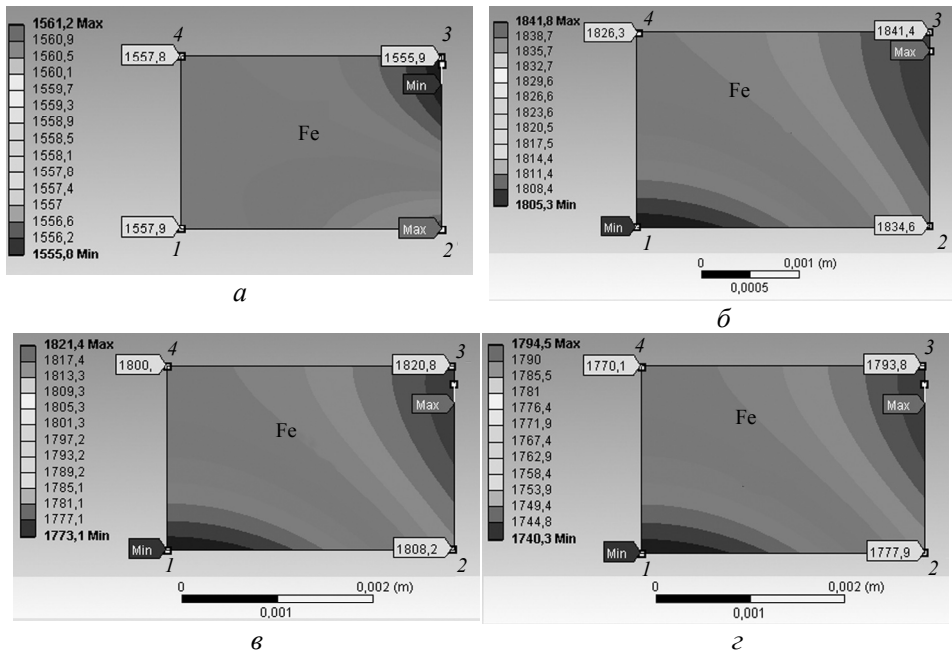 1561,2 Max
1560,9
1560,5
1560,1
1559,7
1559,3
1558,9
1558,5
1558,1
1557,8
1557,4
1557
1556,6
1556,2
1555,8 Min
4
1557,8
3
1555,9
Min
Fe
1557,9
1
Max
2
а
1841,8 Max
1838,7
1835,7
1832,7
1829,6
1826,6
1823,6
1820,5
1817,5
1814,4
1811,4
1808,4
1805,3 Min
4
1826,3
3
1841,4
Max
Fe
Min
1
1834,6
2
0
0,001 (m)
0,0005
б
1821,4 Max
1817,4
1813,3
1809,3
1805,3
1801,3
1797,2
1793,2
1789,2
1785,1
1781,1
1777,1
1773,1 Min
4
1800,
3
1820,8
Max
Fe
Min
1
1808,2
2
0
0,002 (m)
0,001
в
1794,5 Max
1790
1785,5
1781
1776,4
1771,9
1767,4
1762,9
1758,4
1753,9
1749,4
1744,8
1740,3 Min
4
1770,1
3
1793,8
Max
Fe
Min
1
1777,9
2
0
0,002 (m)
0,001
г